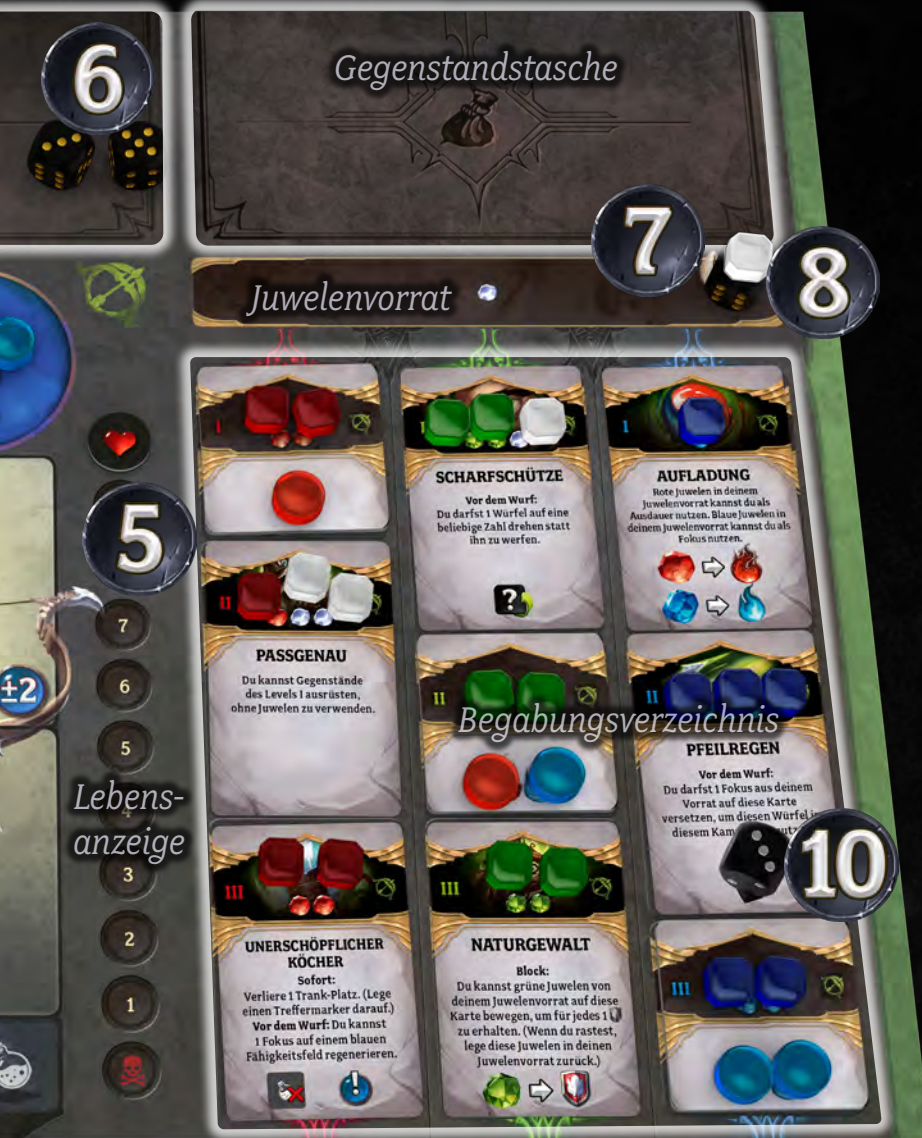 6
Gegenstandstasche
7
8
Juwelenvorrat
I
I
SCHARFSCHÜTZE
Vor dem Wurf:
Du darfst 1 Würfel auf eine
beliebige Zahl drehen statt
ihn zu werfen.
?
AUFLADUNG
Rote Juwelen in deinem
Juwelenvorrat kannst du als
Ausdauer nutzen. Blaue Juwelen in
deinem Juwelenvorrat kannst du als
Fokus nutzen.
5
II
PASSGENAU
Du kannst Gegenstände
des Levels I ausrüsten,
ohne Juwelen zu verwenden.
II
Begabungsverzeichnis
II
PFEILREGEN
Vor dem Wurf:
Du darfst 1 Fokus aus deinem
Vorrat auf diese Karte
versetzen, um diesen Würfel in
diesem
10
±2
7
6
5
4
3
2
1
Lebens-
anzeige
III
UNERSCHÖPFLICHER
KÖCHER
Sofort:
Verliere 1 Trank-Platz. (Lege
einen Treffermarker darauf.)
Vor dem Wurf: Du kannst
1 Fokus auf einem blauen
Fähigkeitsfeld regenerieren.
!
III
NATURGEWALT
Block:
Du kannst grüne Juwelen von
deinem Juwelenvorrat auf diese
Karte bewegen, um für jedes 1
zu erhalten. (Wenn du rastest,
lege diese Juwelen in deinen
Juwelenvorrat zurück.)
III